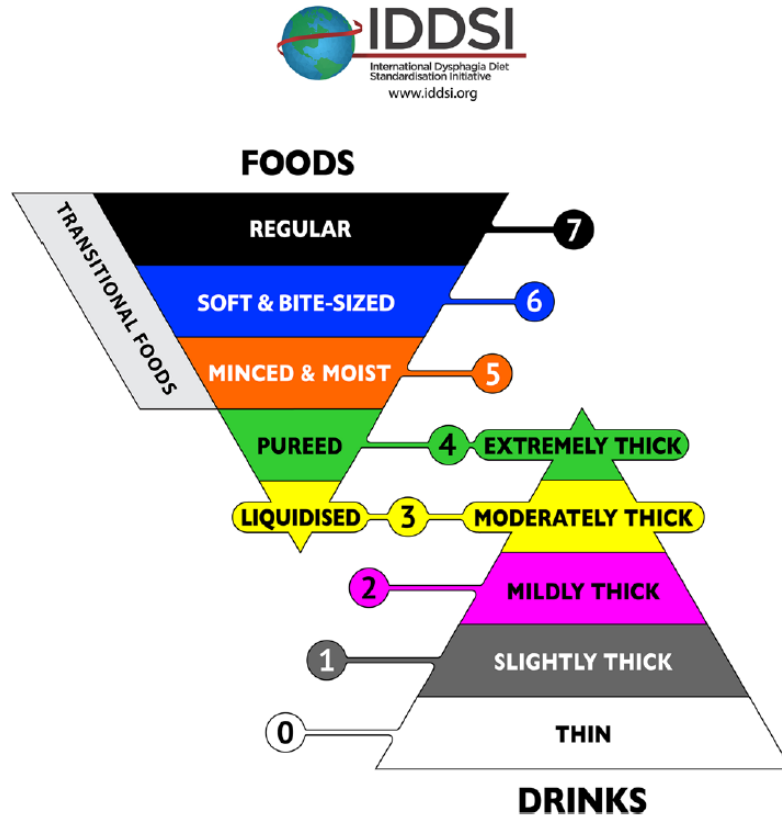 IDDSI
International Dysphagia Diet
Standardisation Initiative
www.iddsi.org
FOODS
TRANSITIONAL FOODS
REGULAR
7
SOFT & BITE-SIZED
6
MINCED & MOIST
5
PUREED
4
EXTREMELY THICK
LIQUIDISED
3
MODERATELY THICK
2
MILDLY THICK
1
SLIGHTLY THICK
0
THIN
DRINKS